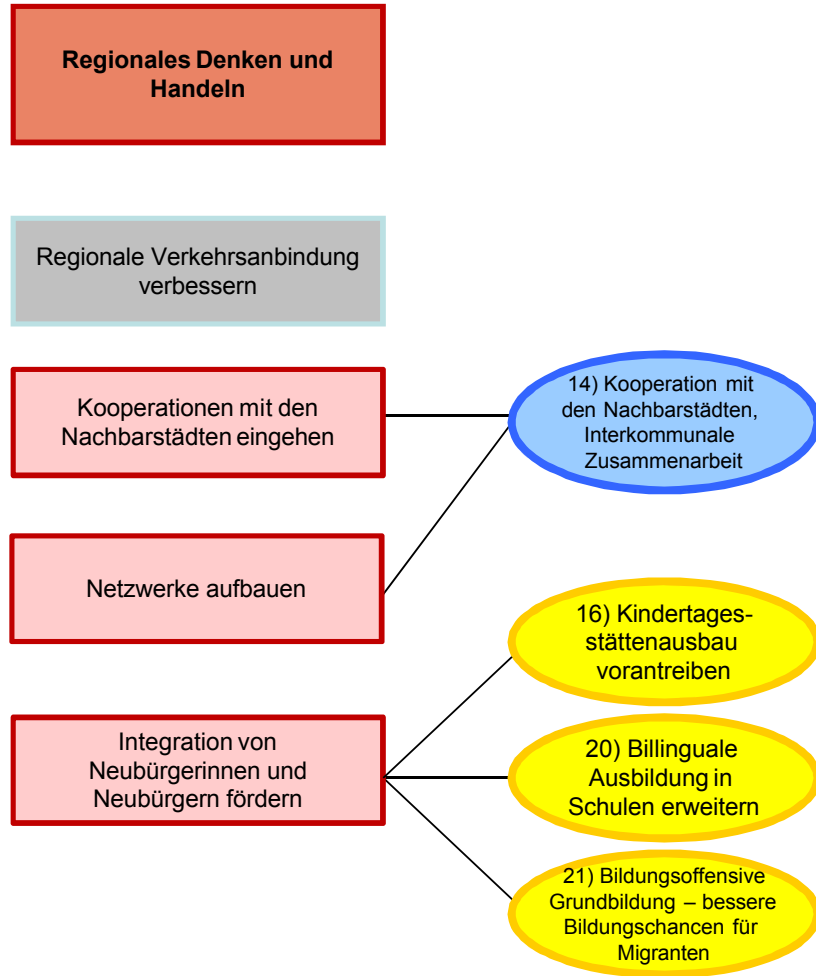 Regionales Denken und
Handeln
Regionale Verkehrsanbindung
verbessern
Kooperationen mit den
Nachbarstädten eingehen
14) Kooperation mit
den Nachbarstädten,
Interkommunale
Zusammenarbeit
Netzwerke aufbauen
16) Kindertages-
stättenausbau
vorantreiben
Integration von
Neubürgerinnen und
Neubürgern fördern
20) Billinguale
Ausbildung in
Schulen erweitern
21) Bildungsoffensive
Grundbildung – bessere
Bildungschancen für
Migranten